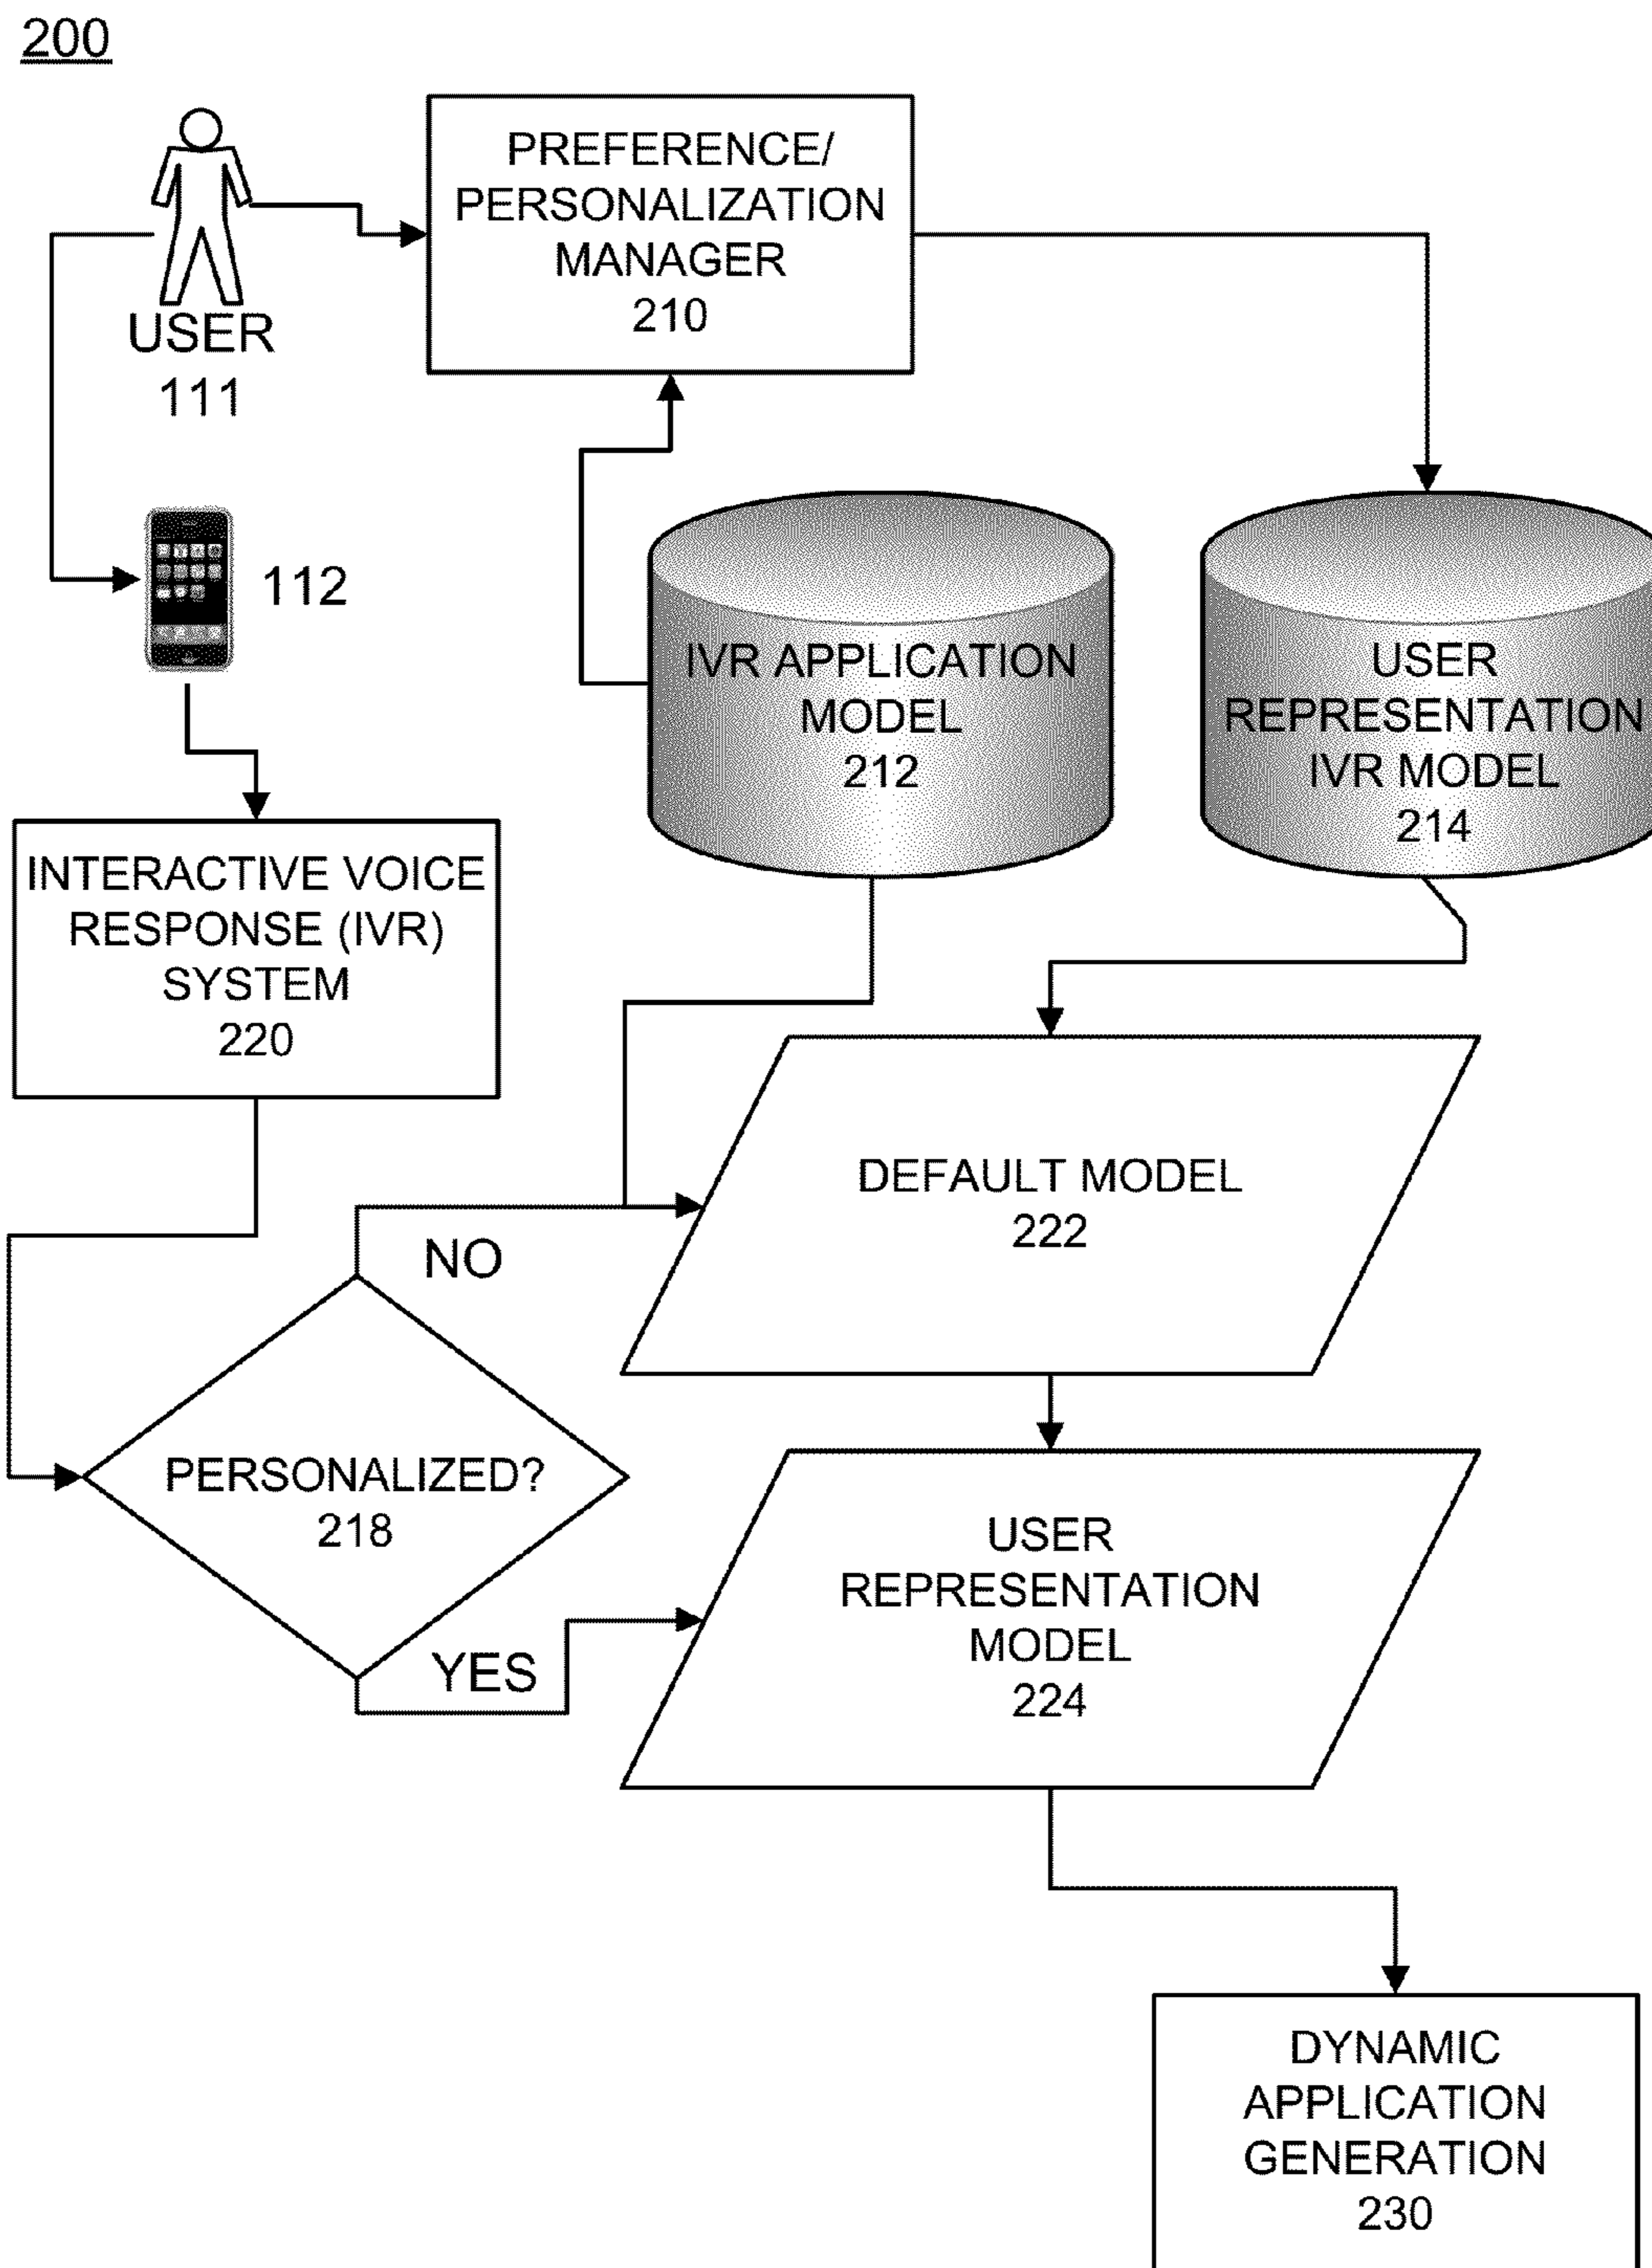 200
PREFERENCE/
PERSONALIZATION
MANAGER
210
USER
111
112
IVR APPLICATION
MODEL
212
USER
REPRESENTATION
IVR MODEL
214
INTERACTIVE VOICE
RESPONSE (IVR)
SYSTEM
220
DEFAULT MODEL
222
NO
PERSONALIZED?
218
YES
USER
REPRESENTATION
MODEL
224
DYNAMIC
APPLICATION
GENERATION
230